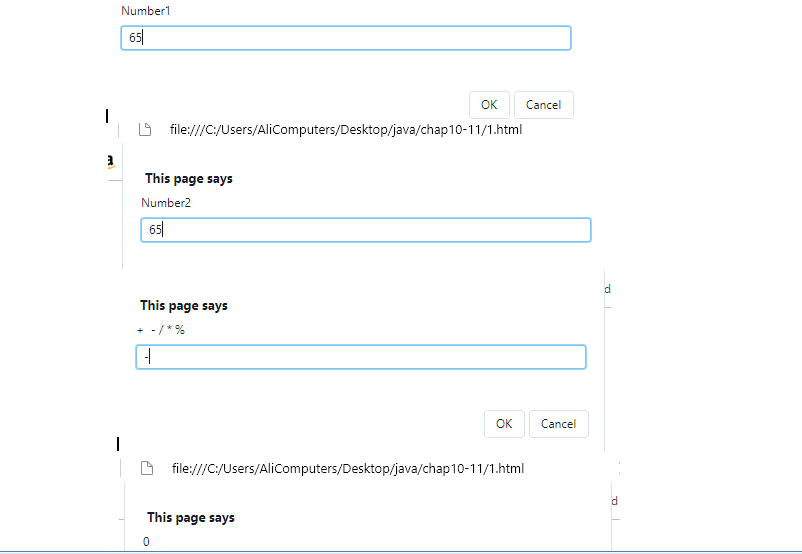 Number1
65
OK Cancel
file:///C:/Users/AliComputers/Desktop/java/chap10-11/1.html
a
This page says
Number2
65
d
This page says
+ - / * %
-
OK Cancel
file:///C:/Users/AliComputers/Desktop/java/chap10-11/1.html
d
This page says
0